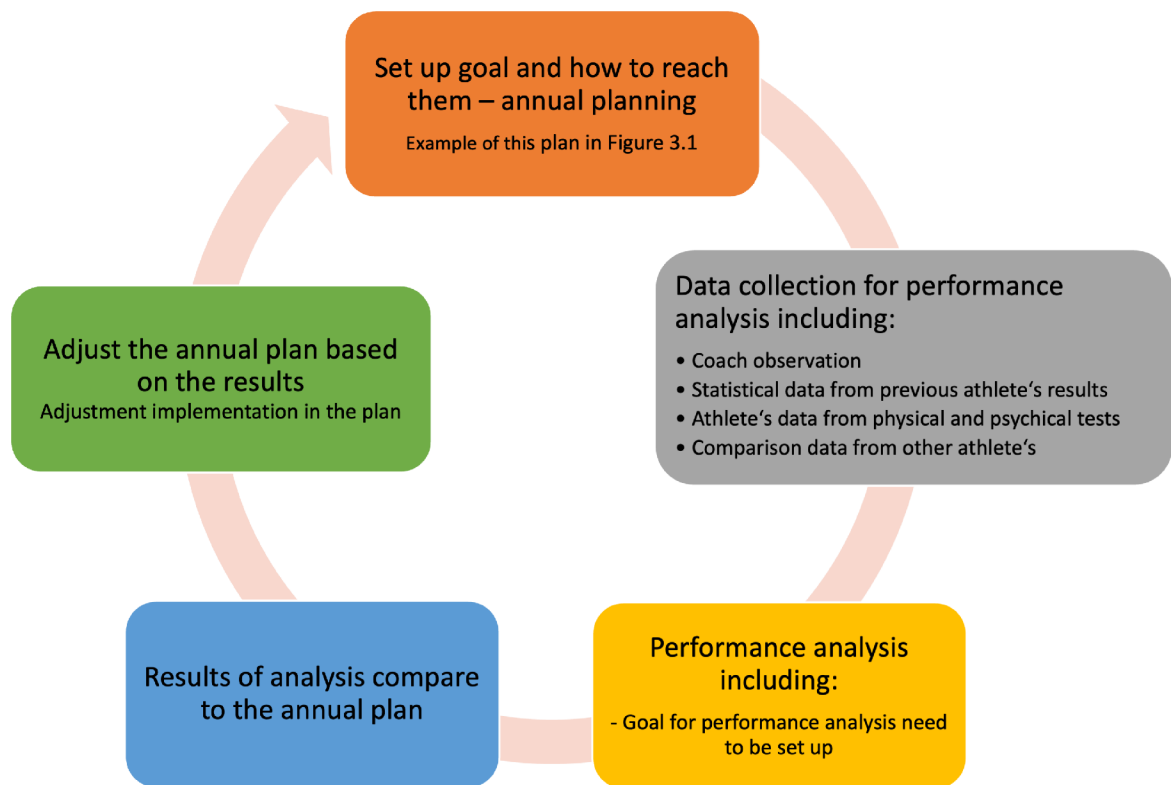 Set up goal and how to reach
them – annual planning
Example of this plan in Figure 3.1
Data collection for performance
analysis including:
• Coach observation
• Statistical data from previous athlete‘s results
• Athlete‘s data from physical and psychical tests
• Comparison data from other athlete‘s
Performance analysis
including:
- Goal for performance analysis need
to be set up
Results of analysis compare
to the annual plan
Adjust the annual plan based
on the results
Adjustment implementation in the plan